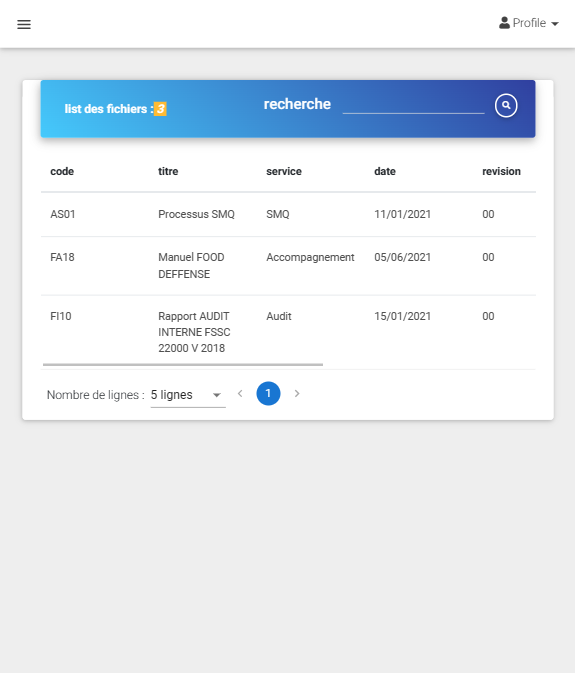 Profile
list des fichiers : 3
recherche
code titre service date revision
AS01 Processus SMQ SMQ 11/01/2021 00
FA18 Manuel FOOD Accompagnement 05/06/2021 00
DEFFENSE
FI10 Rapport AUDIT Audit 15/01/2021 00
INTERNE FSSC
22000 V 2018
Nombre de lignes : 5 lignes 1